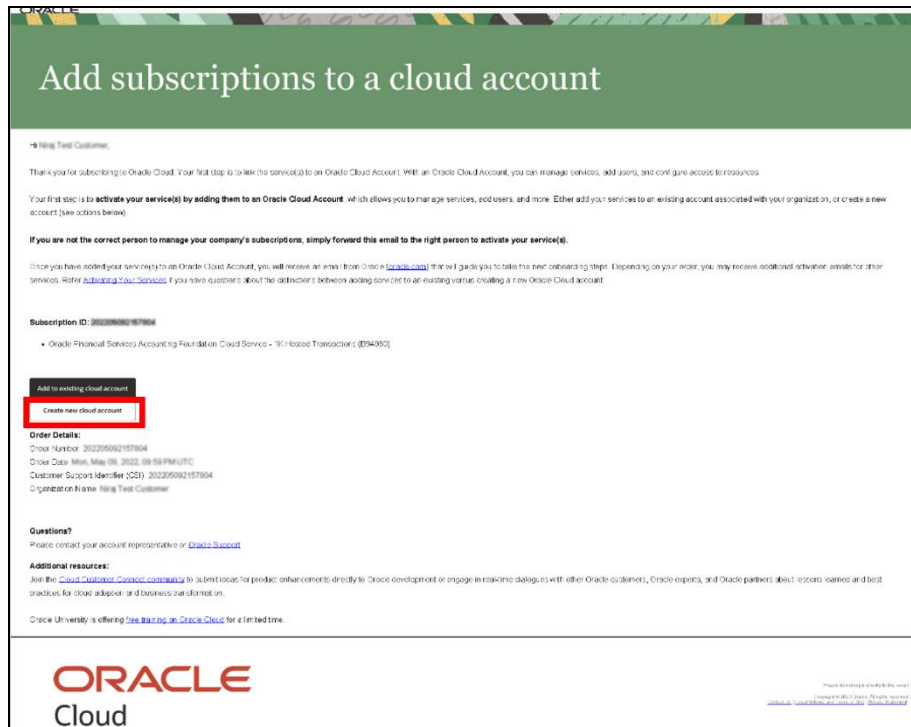 ORACLE
Add subscriptions to a cloud account
Hi Niraj Test Customer,
Thank you for subscribing to Oracle Cloud. Your first step is to link the service(s) to an Oracle Cloud Account. With an Oracle Cloud Account, you can manage services, add users, and configure access to resources.
Your first step is to activate your service(s) by adding them to an Oracle Cloud Account, which allows you to manage services, add users, and more. Either add your services to an existing account associated with your organization, or create a new
account (see options below)
If you are not the correct person to manage your company's subscriptions, simply forward this email to the right person to activate your service(s).
Once you have added your service(s) to an Oracle Cloud Account, you will receive an email from Oracle [oracle.com] that will guide you to take the next onboarding steps. Depending on your order, you may receive additional activation emails for other
services. Refer Activating Your Services if you have questions about the distinctions between adding services to an existing versus creating a new Oracle Cloud account.
Subscription ID: 202205092157804
• Oracle Financial Services Accounting Foundation Cloud Service - 1K Hosted Transactions
Add to existing cloud account
Create new cloud account
Order Details:
Order Number: 202205092157804
Order Date: Mon, May 09, 2022, 09:59 PM UTC
Customer Support Identifier (CSI): 202205092157804
Organization Name: Niraj Test Customer
Questions?
Please contact your account representative or Oracle Support
Additional resources:
Join the Cloud Customer Connect community to submit ideas for product enhancements directly to Oracle development or engage in real-time dialogues with other Oracle customers, Oracle experts, and Oracle partners about lessons learned and best
practices for cloud adoption and business transformation.
Oracle University is offering free training on Oracle Cloud for a limited time.
ORACLE
Cloud